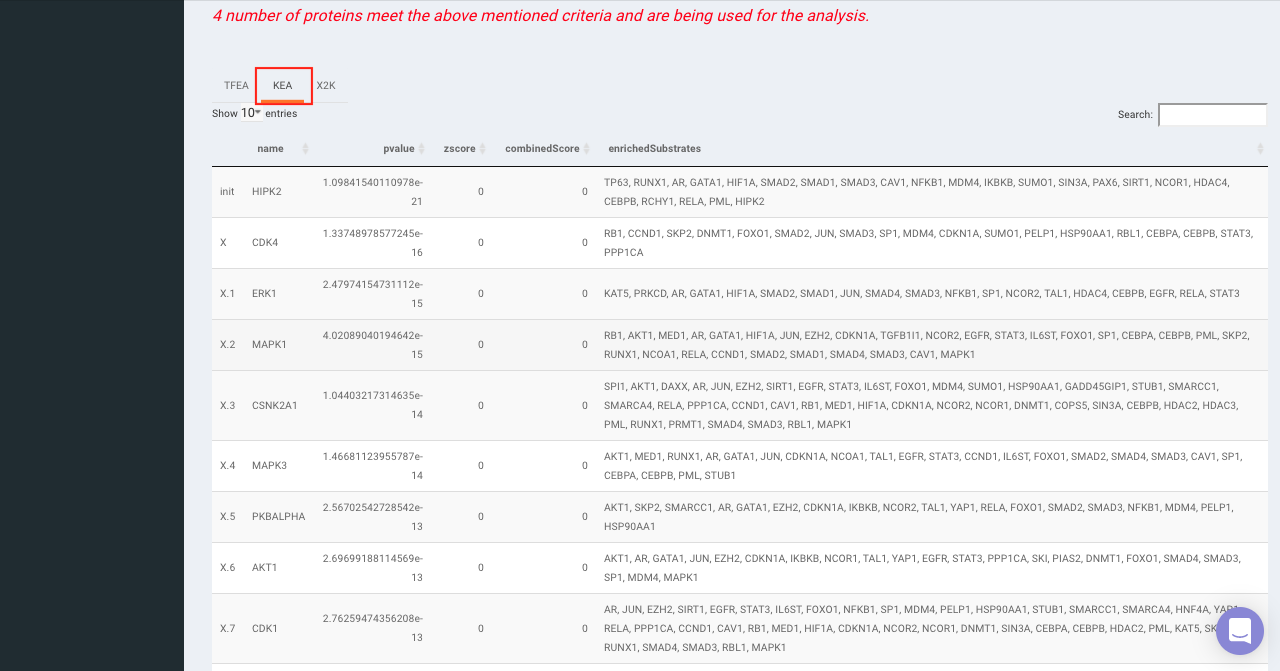 4 number of proteins meet the above mentioned criteria and are being used for the analysis.
TFEA KEA X2K
Show 10 entries Search:
name pvalue zscore combinedScore enrichedSubstrates
init HIPK2 1.09841540110978e-21 0 0 TP63, RUNX1, AR, GATA1, HIF1A, SMAD2, SMAD1, SMAD3, CAV1, NFKB1, MDM4, IKBKB, SUMO1, SIN3A, PAX6, SIRT1, NCOR1, HDAC4,
CEBPB, RCHY1, RELA, PML, HIPK2
X CDK4 1.33748978577245e-16 0 0 RB1, CCND1, SKP2, DNMT1, FOXO1, SMAD2, JUN, SMAD3, SP1, MDM4, CDKN1A, SUMO1, PELP1, HSP90AA1, RBL1, CEBPA, CEBPB, STAT3,
PPP1CA
X.1 ERK1 2.47974154731112e-15 0 0 KAT5, PRKCD, AR, GATA1, HIF1A, SMAD2, SMAD1, JUN, SMAD4, SMAD3, NFKB1, SP1, NCOR2, TAL1, HDAC4, CEBPB, EGFR, RELA, STAT3
X.2 MAPK1 4.02089040194642e-15 0 0 RB1, AKT1, MED1, AR, GATA1, HIF1A, JUN, EZH2, CDKN1A, TGFB1I1, NCOR2, EGFR, STAT3, IL6ST, FOXO1, SP1, CEBPA, CEBPB, PML, SKP2,
RUNX1, NCOA1, RELA, CCND1, SMAD2, SMAD1, SMAD4, SMAD3, CAV1, MAPK1
X.3 CSNK2A1 1.04403217314635e-14 0 0 SPI1, AKT1, DAXX, AR, JUN, EZH2, SIRT1, EGFR, STAT3, IL6ST, FOXO1, MDM4, SUMO1, HSP90AA1, GADD45GIP1, STUB1, SMARCC1,
SMARCA4, RELA, PPP1CA, CCND1, CAV1, RB1, MED1, HIF1A, CDKN1A, NCOR2, NCOR1, DNMT1, COPS5, SIN3A, CEBPB, HDAC2, HDAC3,
PML, RUNX1, PRMT1, SMAD4, SMAD3, RBL1, MAPK1
X.4 MAPK3 1.46681123955787e-14 0 0 AKT1, MED1, RUNX1, AR, GATA1, JUN, CDKN1A, NCOA1, TAL1, EGFR, STAT3, CCND1, IL6ST, FOXO1, SMAD2, SMAD4, SMAD3, CAV1, SP1,
CEBPA, CEBPB, PML, STUB1
X.5 PKBALPHA 2.56702542728542e-13 0 0 AKT1, SKP2, SMARCC1, AR, GATA1, EZH2, CDKN1A, IKBKB, NCOR2, TAL1, YAP1, RELA, FOXO1, SMAD2, SMAD3, NFKB1, MDM4, PELP1,
HSP90AA1
X.6 AKT1 2.69699188114569e-13 0 0 AKT1, AR, GATA1, JUN, EZH2, CDKN1A, IKBKB, NCOR1, TAL1, YAP1, EGFR, STAT3, PPP1CA, SKI, PIAS2, DNMT1, FOXO1, SMAD4, SMAD3,
SP1, MDM4, MAPK1
X.7 CDK1 2.76259474356208e-13 0 0 AR, JUN, EZH2, SIRT1, EGFR, STAT3, IL6ST, FOXO1, NFKB1, SP1, MDM4, PELP1, HSP90AA1, STUB1, SMARCC1, SMARCA4, HNF4A, YAP1,
RELA, PPP1CA, CCND1, CAV1, RB1, MED1, HIF1A, CDKN1A, NCOR2, NCOR1, DNMT1, SIN3A, CEBPA, CEBPB, HDAC2, PML, KAT5,
RUNX1, SMAD4, SMAD3, RBL1, MAPK1